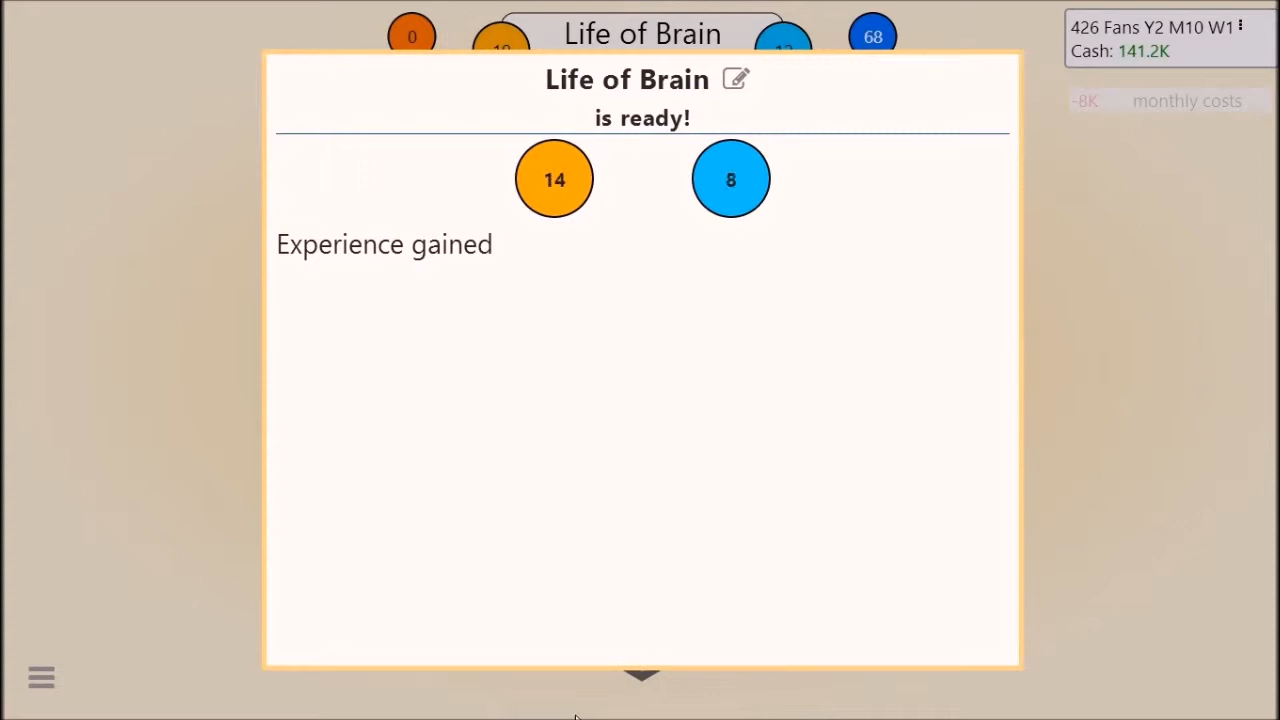 0
Life of Brain
68
426 Fans Y2 M10 W1
Cash: 141.2K
-8K monthly costs
Life of Brain
is ready!
14
8
Experience gained